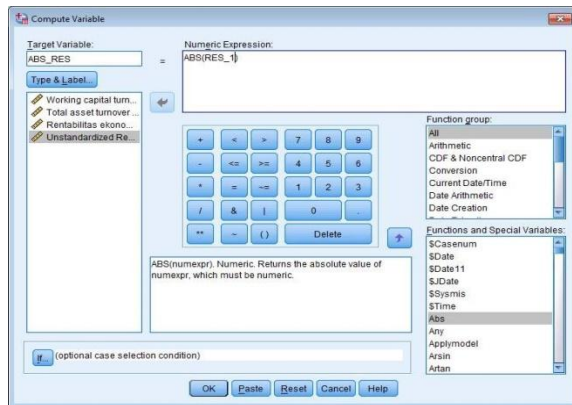 Compute Variable
Target Variable:
ABS_RES
=
Numeric Expression:
ABS(RES_1)
Type & Label...
Working capital turn...
Total asset turnover ...
Rentabilitas ekono...
Unstandardized Re...
+ < > 7 8 9
- <= >= 4 5 6
* = ~= 1 2 3
/ & | 0 .
** ~ ( ) Delete
Function group:
All
Arithmetic
CDF & Noncentral CDF
Conversion
Current Date/Time
Date Arithmetic
Date Creation
ABS(numexpr). Numeric. Returns the absolute value of
numexpr, which must be numeric.
Functions and Special Variables:
$Casenum
$Date
$Date11
$JDate
$Sysmis
$Time
Abs
Any
Applymodel
Arsin
Artan
If... (optional case selection condition)
OK Paste Reset Cancel Help